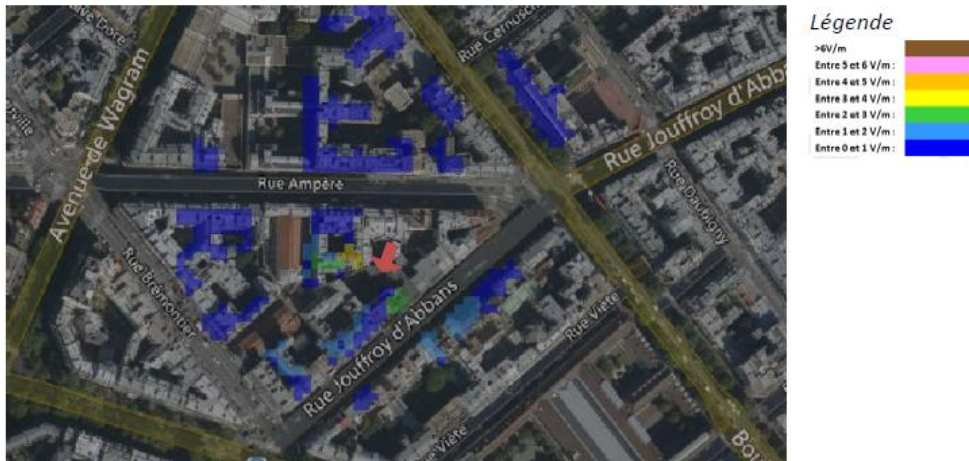 Légende
>6V/m
Entre 5 et 6 V/m :
Entre 4 et 5 V/m :
Entre 3 et 4 V/m :
Entre 2 et 3 V/m :
Entre 1 et 2 V/m :
Entre 0 et 1 V/m :
Avenue de Wagram
Rue Cernuschi
Rue Jouffroy d'Abba
Rue Ampère
Rue Daubigny
Rue Brémontier
Rue Jouffroy d'Abbans
Rue Viète
Rue Viète
Bou